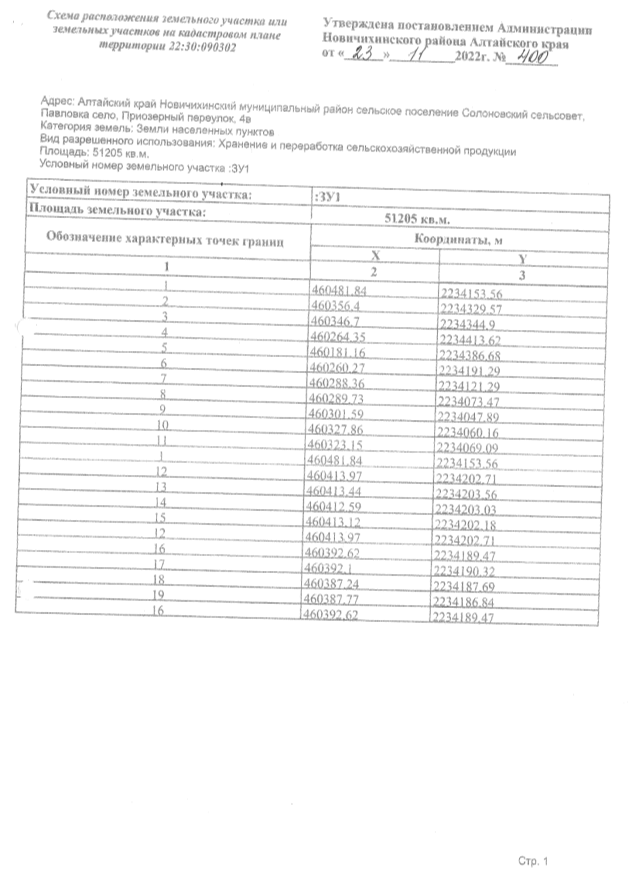 Схема расположения земельного участка или
земельных участков на кадастровом плане
территории 22:30:090302
Утверждена постановлением Администрации
Новичихинского района Алтайского края
от «23» 11 2022г. № 400
Адрес: Алтайский край Новичихинский муниципальный район сельское поселение Солоновский сельсовет,
Павловка село, Приозерный переулок, 4в
Категория земель: Земли населенных пунктов
Вид разрешенного использования: Хранение и переработка сельскохозяйственной продукции
Площадь: 51205 кв.м.
Условный номер земельного участка :ЗУ1
Условный номер земельного участка: :ЗУ1
Площадь земельного участка: 51205 кв.м.
Обозначение характерных точек границ Координаты, м
X Y
1 2 3
1 460481.84 2234153.56
2 460356.4 2234329.57
3 460346.7 2234344.9
4 460264.35 2234413.62
5 460181.16 2234386.68
6 460260.27 2234191.29
7 460288.36 2234121.29
8 460289.73 2234073.47
9 460301.59 2234047.89
10 460327.86 2234060.16
11 460323.15 2234069.09
1 460481.84 2234153.56
12 460413.97 2234202.71
13 460413.44 2234203.56
14 460412.59 2234203.03
15 460413.12 2234202.18
12 460413.97 2234202.71
16 460392.62 2234189.47
17 460392.1 2234190.32
18 460387.24 2234187.69
19 460387.77 2234186.84
16 460392.62 2234189.47
Стр. 1